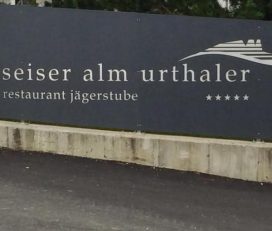 seiser alm urthaler
restaurant jägerstube ★★★★★